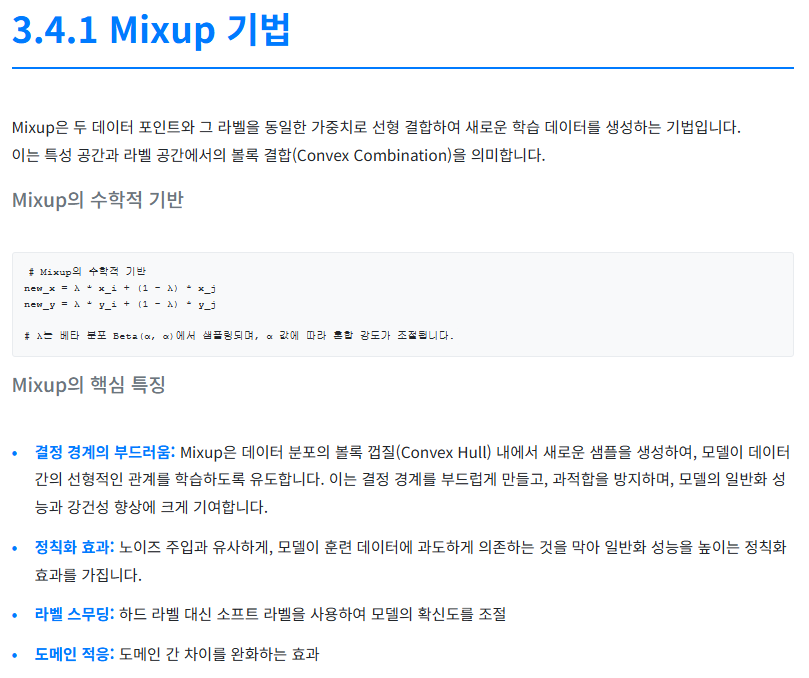 3.4.1 Mixup 기법
Mixup은 두 데이터 포인트와 그 라벨을 동일한 가중치로 선형 결합하여 새로운 학습 데이터를 생성하는 기법입니다.
이는 특성 공간과 라벨 공간에서의 볼록 결합(Convex Combination)을 의미합니다.
Mixup의 수학적 기반
# Mixup의 수학적 기반
new_x = λ * x_i + (1 - λ) * x_j
new_y = λ * y_i + (1 - λ) * y_j
# λ는 베타 분포 Beta(α, α)에서 샘플링되며, α 값에 따라 혼합 강도가 조절됩니다.
Mixup의 핵심 특징
• 결정 경계의 부드러움: Mixup은 데이터 분포의 볼록 껍질(Convex Hull) 내에서 새로운 샘플을 생성하여, 모델이 데이터
간의 선형적인 관계를 학습하도록 유도합니다. 이는 결정 경계를 부드럽게 만들고, 과적합을 방지하며, 모델의 일반화 성
능과 강건성 향상에 크게 기여합니다.
• 정칙화 효과: 노이즈 주입과 유사하게, 모델이 훈련 데이터에 과도하게 의존하는 것을 막아 일반화 성능을 높이는 정칙화
효과를 가집니다.
• 라벨 스무딩: 하드 라벨 대신 소프트 라벨을 사용하여 모델의 확신도를 조절
• 도메인 적응: 도메인 간 차이를 완화하는 효과